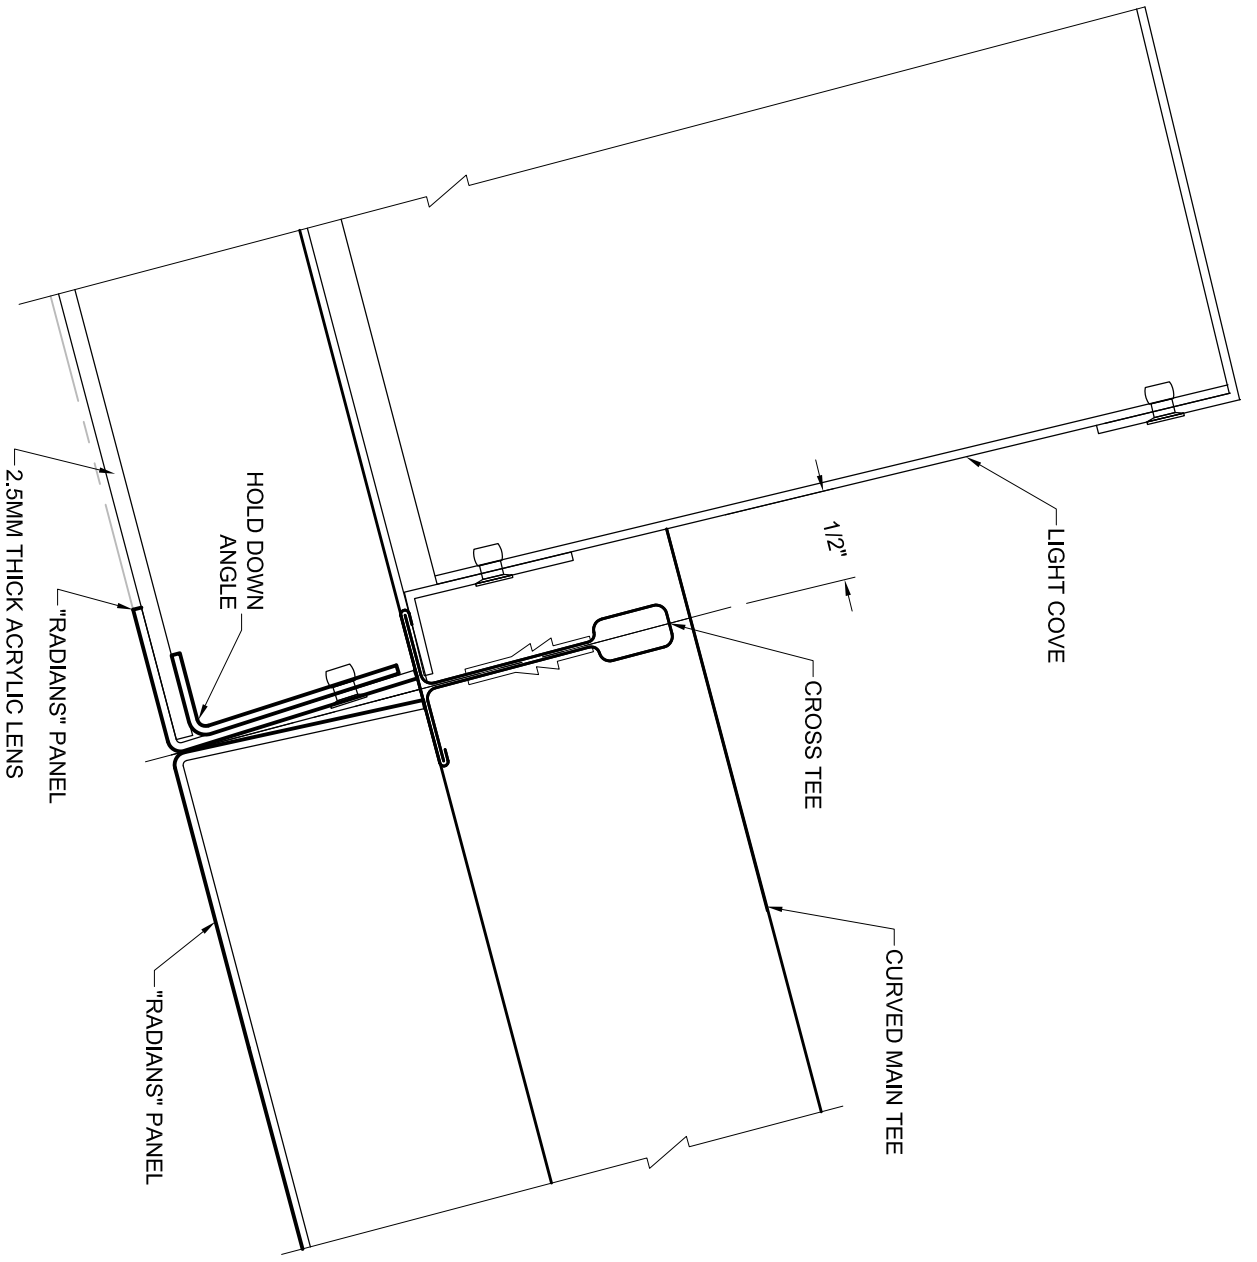 LIGHT COVE
1/2"
CROSS TEE
CURVED MAIN TEE
HOLD DOWN
ANGLE
"RADIANS" PANEL
2.5MM THICK ACRYLIC LENS
"RADIANS" PANEL